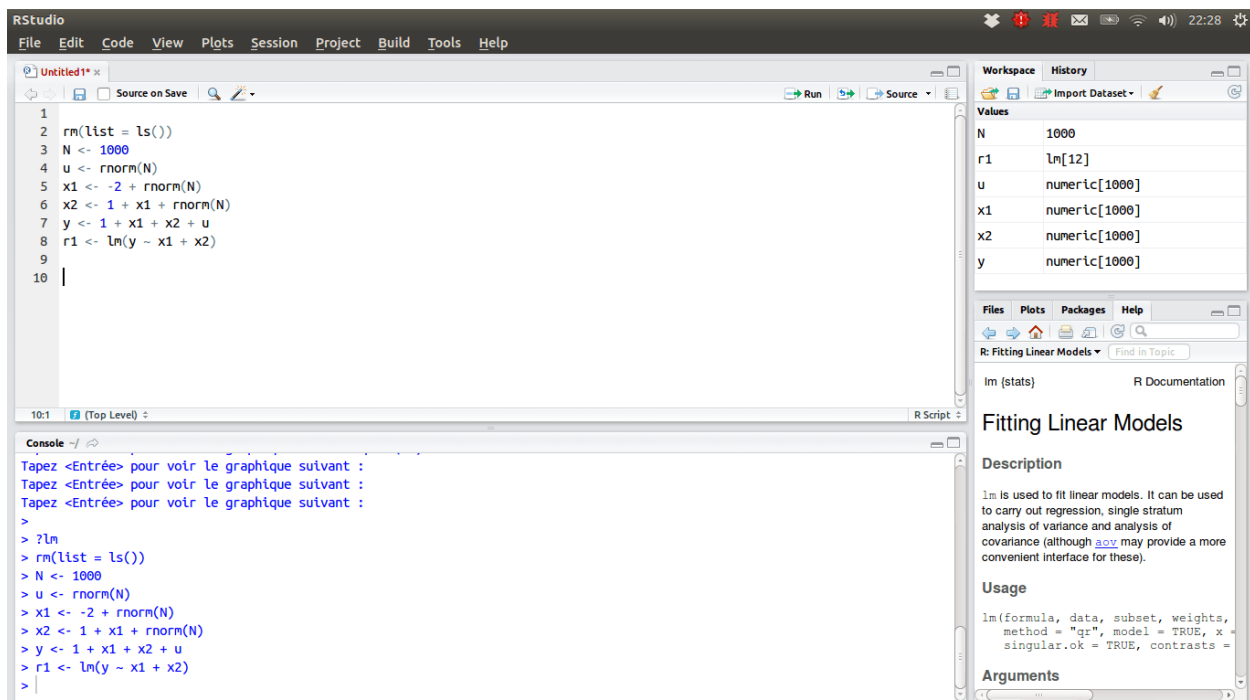 RStudio
22:28
File Edit Code View Plots Session Project Build Tools Help
Untitled1* ×
Source on Save
Run
Source
1
2 rm(list = ls())
3 N <- 1000
4 u <- rnorm(N)
5 x1 <- -2 + rnorm(N)
6 x2 <- 1 + x1 + rnorm(N)
7 y <- 1 + x1 + x2 + u
8 r1 <- lm(y ~ x1 + x2)
9
10
10:1 (Top Level) R Script
Console ~/
Tapez <Entrée> pour voir le graphique suivant :
Tapez <Entrée> pour voir le graphique suivant :
Tapez <Entrée> pour voir le graphique suivant :
>
> ?lm
> rm(list = ls())
> N <- 1000
> u <- rnorm(N)
> x1 <- -2 + rnorm(N)
> x2 <- 1 + x1 + rnorm(N)
> y <- 1 + x1 + x2 + u
> r1 <- lm(y ~ x1 + x2)
>
Workspace History
Import Dataset
Values
N 1000
r1 lm[12]
u numeric[1000]
x1 numeric[1000]
x2 numeric[1000]
y numeric[1000]
Files Plots Packages Help
R: Fitting Linear Models Find in Topic
lm {stats} R Documentation
Fitting Linear Models
Description
lm is used to fit linear models. It can be used
to carry out regression, single stratum
analysis of variance and analysis of
covariance (although aov may provide a more
convenient interface for these).
Usage
lm(formula, data, subset, weights,
method = "qr", model = TRUE, x =
singular.ok = TRUE, contrasts =
Arguments